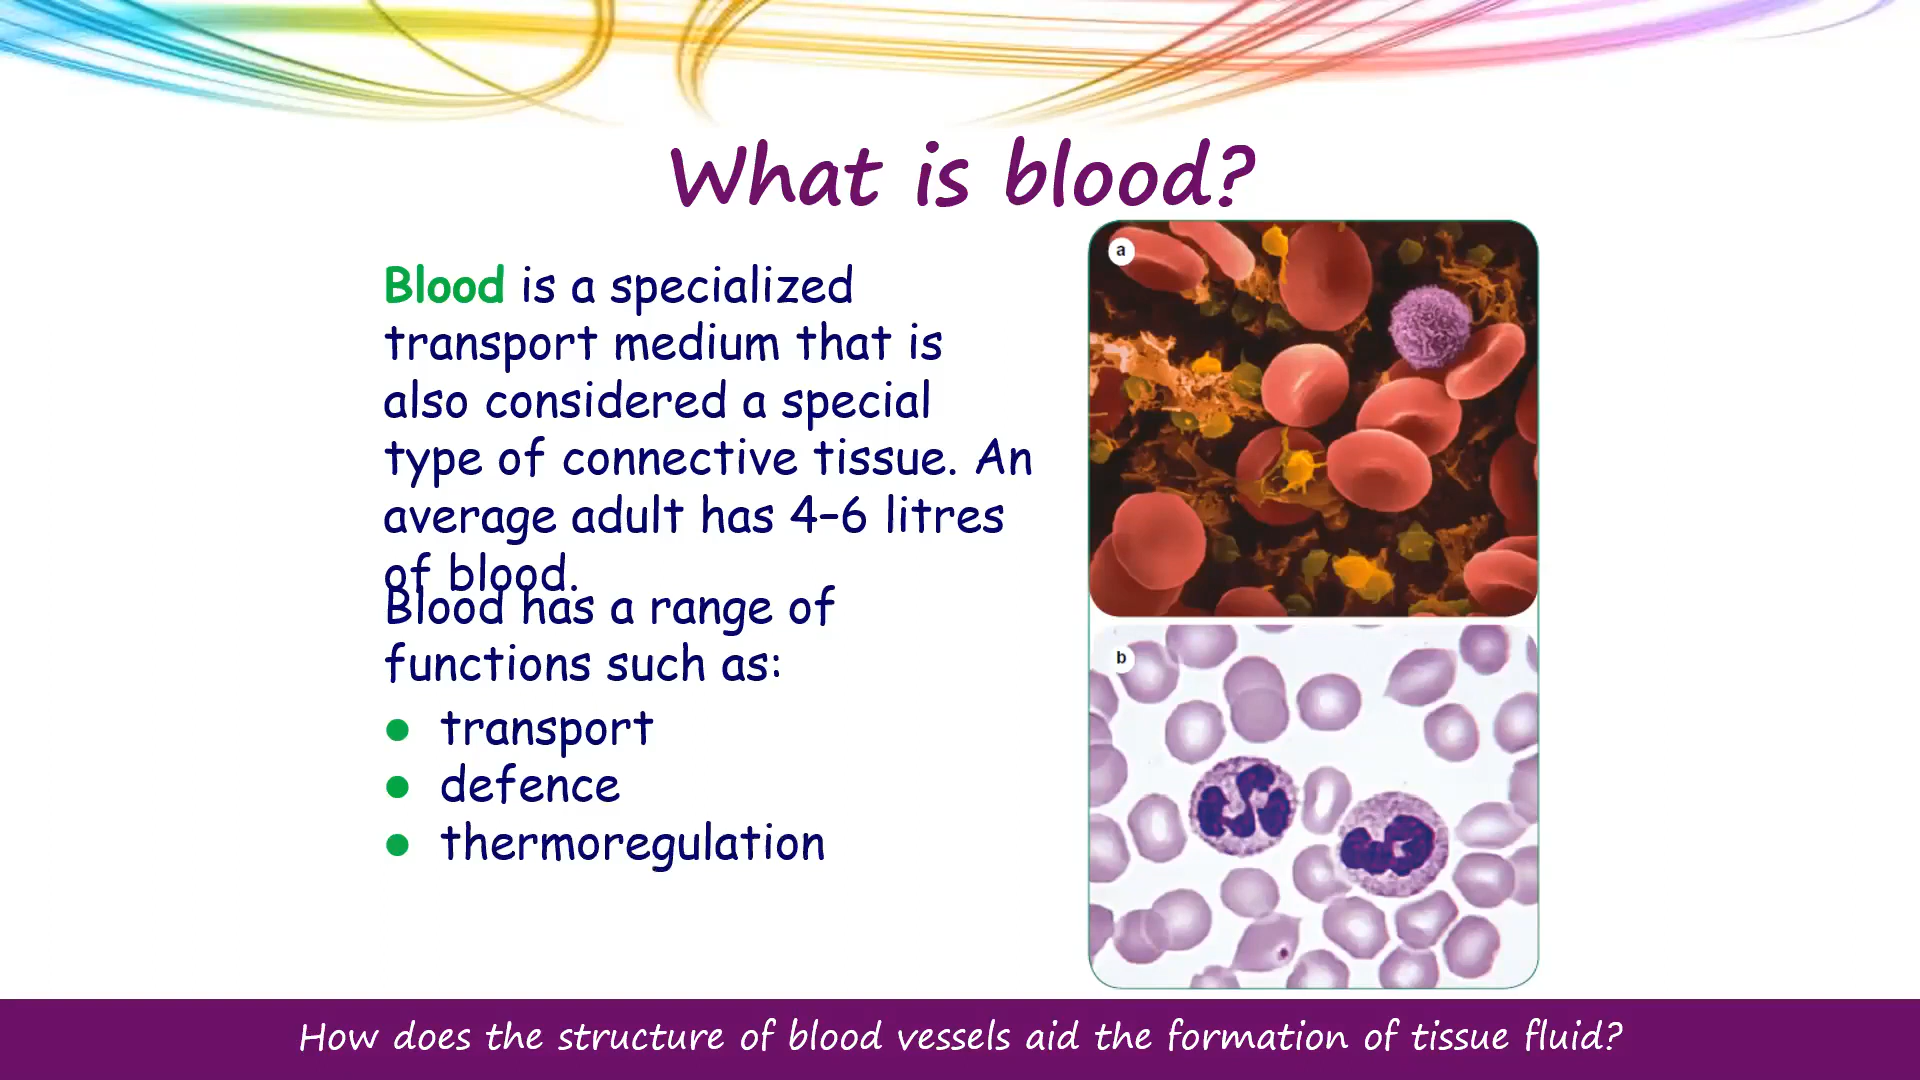 What is blood?
Blood is a specialized
transport medium that is
also considered a special
type of connective tissue. An
average adult has 4–6 litres
of blood.
Blood has a range of
functions such as:
● transport
● defence
● thermoregulation
a
b
How does the structure of blood vessels aid the formation of tissue fluid?